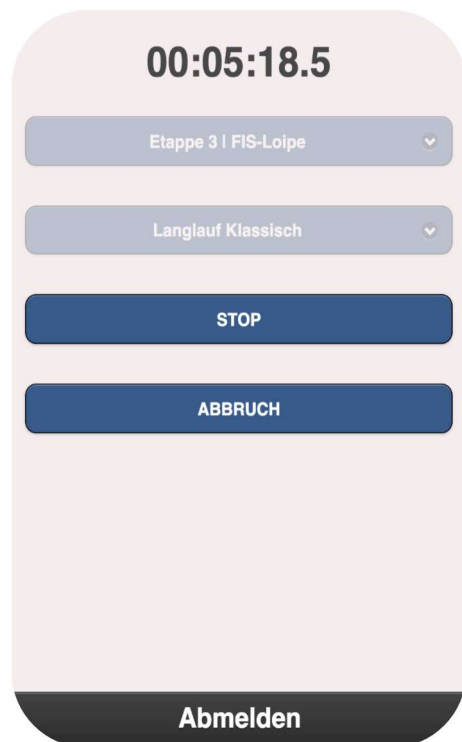 00:05:18.5
Etappe 3 | FIS-Loipe
Langlauf Klassisch
STOP
ABBRUCH
Abmelden